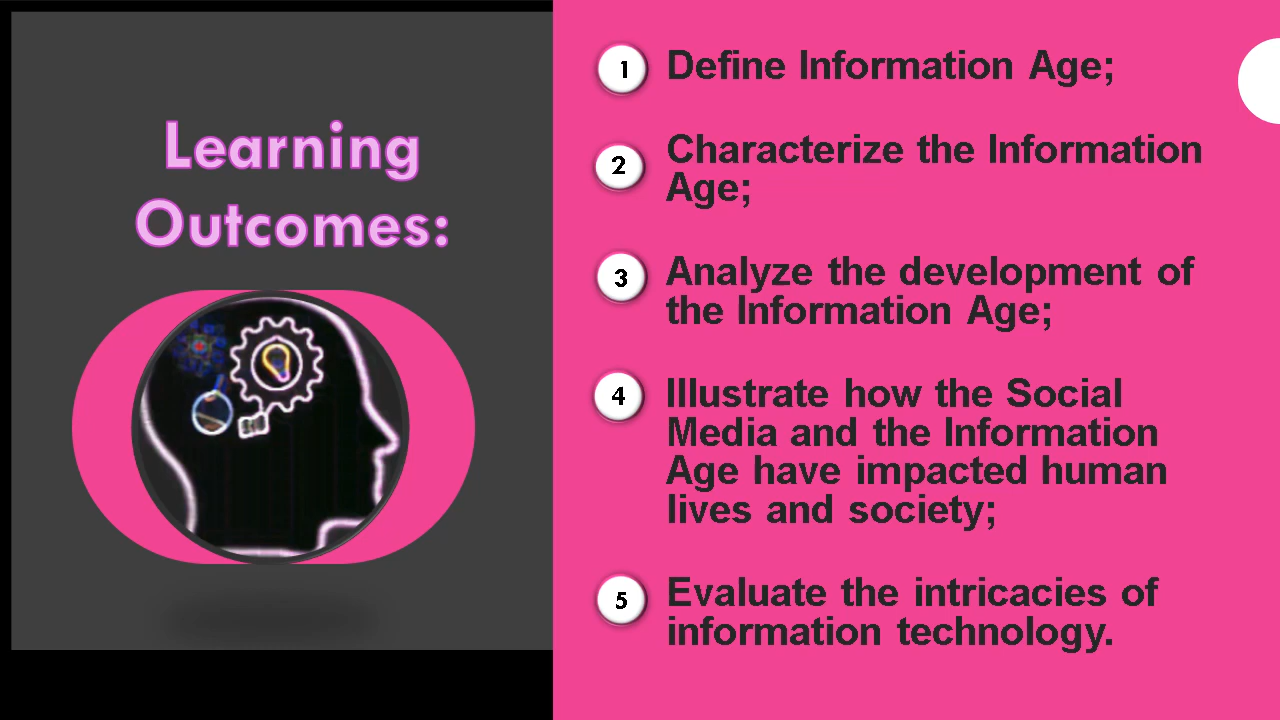 Learning
Outcomes:
1 Define Information Age;
2 Characterize the Information
Age;
3 Analyze the development of
the Information Age;
4 Illustrate how the Social
Media and the Information
Age have impacted human
lives and society;
5 Evaluate the intricacies of
information technology.